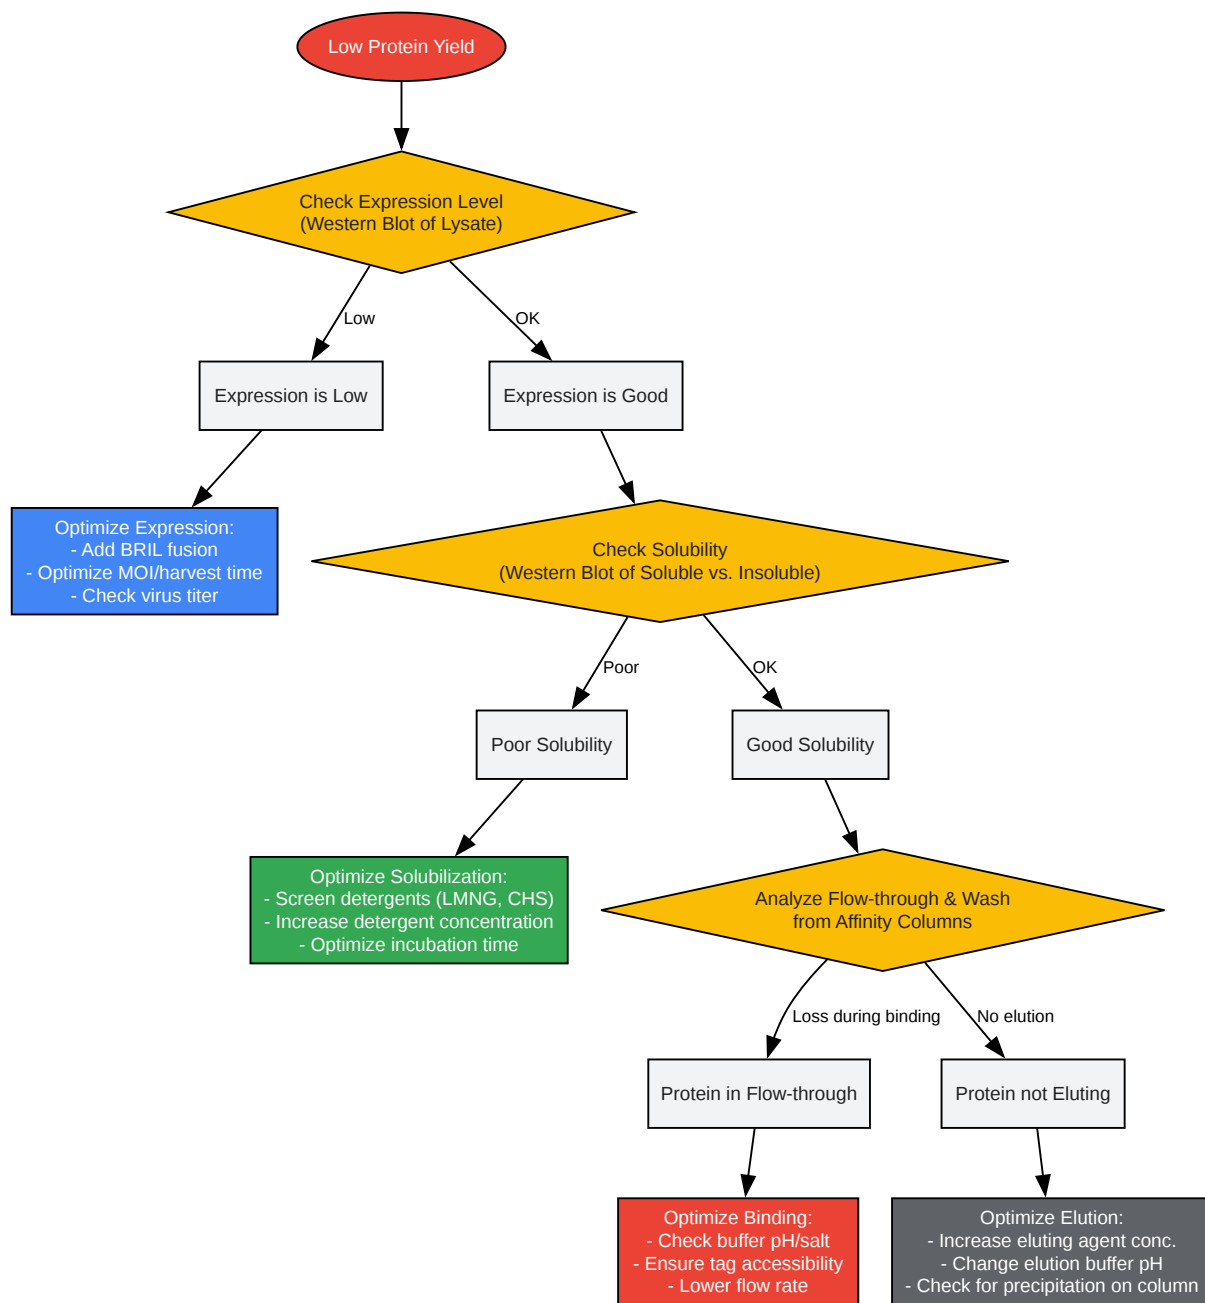 Low Protein Yield
Check Expression Level
(Western Blot of Lysate)
Low
OK
Expression is Low
Expression is Good
Optimize Expression:
- Add BRIL fusion
- Optimize MOI/harvest time
- Check virus titer
Check Solubility
(Western Blot of Soluble vs. Insoluble)
Poor
OK
Poor Solubility
Good Solubility
Optimize Solubilization:
- Screen detergents (LMNG, CHS)
- Increase detergent concentration
- Optimize incubation time
Analyze Flow-through & Wash
from Affinity Columns
Loss during binding
No elution
Protein in Flow-through
Protein not Eluting
Optimize Binding:
- Check buffer pH/salt
- Ensure tag accessibility
- Lower flow rate
Optimize Elution:
- Increase eluting agent conc.
- Change elution buffer pH
- Check for precipitation on column